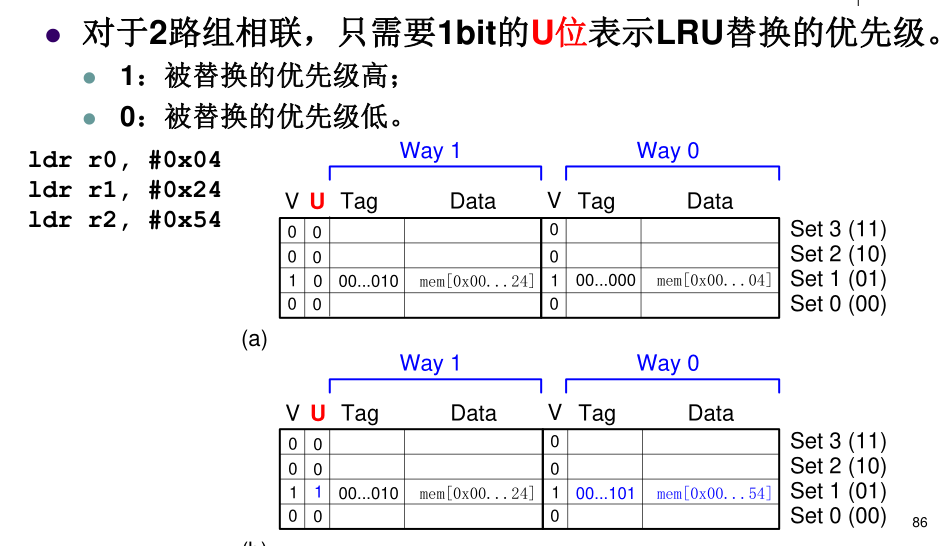 对于2路组相联，只需要1bit的U位表示LRU替换的优先级。
1：被替换的优先级高；
0：被替换的优先级低。
ldr r0, #0x04
ldr r1, #0x24
ldr r2, #0x54
Way 1 Way 0
V U Tag Data V Tag Data
0 0 0 Set 3 (11)
0 0 0 Set 2 (10)
1 0 00...010 mem[0x00...24] 1 00...000 mem[0x00...04] Set 1 (01)
0 0 0 Set 0 (00)
(a)
Way 1 Way 0
V U Tag Data V Tag Data
0 0 0 Set 3 (11)
0 0 0 Set 2 (10)
1 1 00...010 mem[0x00...24] 1 00...101 mem[0x00...54] Set 1 (01)
0 0 0 Set 0 (00)
86